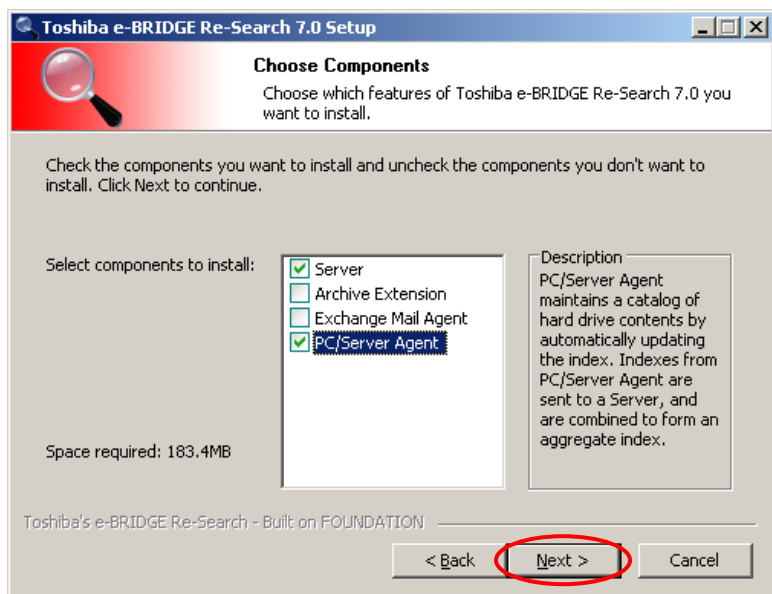 Toshiba e-BRIDGE Re-Search 7.0 Setup
Choose Components
Choose which features of Toshiba e-BRIDGE Re-Search 7.0 you
want to install.
Check the components you want to install and uncheck the components you don't want to
install. Click Next to continue.
Select components to install:
Server
Archive Extension
Exchange Mail Agent
PC/Server Agent
Description
PC/Server Agent
maintains a catalog of
hard drive contents by
automatically updating
the index. Indexes from
PC/Server Agent are
sent to a Server, and
are combined to form an
aggregate index.
Space required: 183.4MB
Toshiba's e-BRIDGE Re-Search - Built on FOUNDATION
< Back
Next >
Cancel